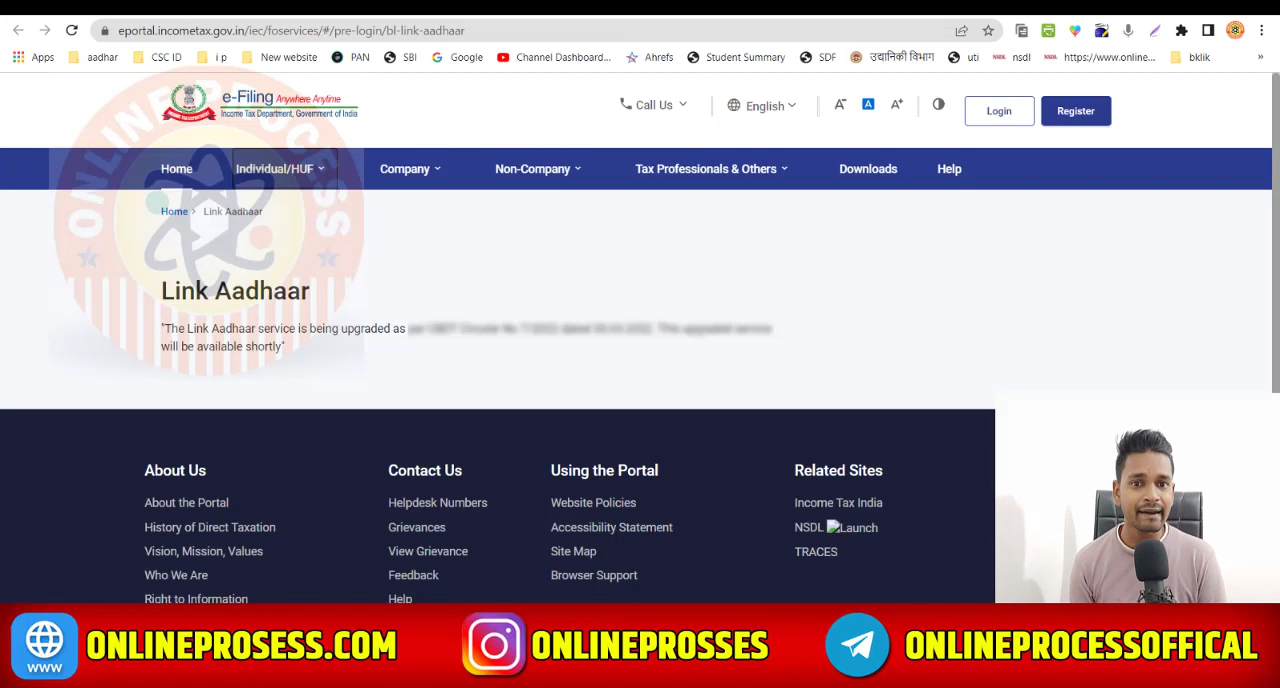 eportal.incometax.gov.in/iec/foservices/#/pre-login/bl-link-aadhaar
Apps aadhar CSC ID i p New website PAN SBI Google Channel Dashboard... Ahrefs Student Summary SDF उद्यानिकी विभाग uti NSDL nsdl NSDL https://www.online... bklik »
e-Filing Anywhere Anytime
Income Tax Department, Government of India
Call Us English A- A A+ Login Register
Home Individual/HUF Company Non-Company Tax Professionals & Others Downloads Help
Home > Link Aadhaar
ONLINE PROCESS
Link Aadhaar
"The Link Aadhaar service is being upgraded as
will be available shortly"
About Us Contact Us Using the Portal Related Sites
About the Portal Helpdesk Numbers Website Policies Income Tax India
History of Direct Taxation Grievances Accessibility Statement NSDL Launch
Vision, Mission, Values View Grievance Site Map TRACES
Who We Are Feedback Browser Support
Right to Information Help
WWW ONLINEPROSESS.COM ONLINEPROSSES ONLINEPROCESSOFFICAL